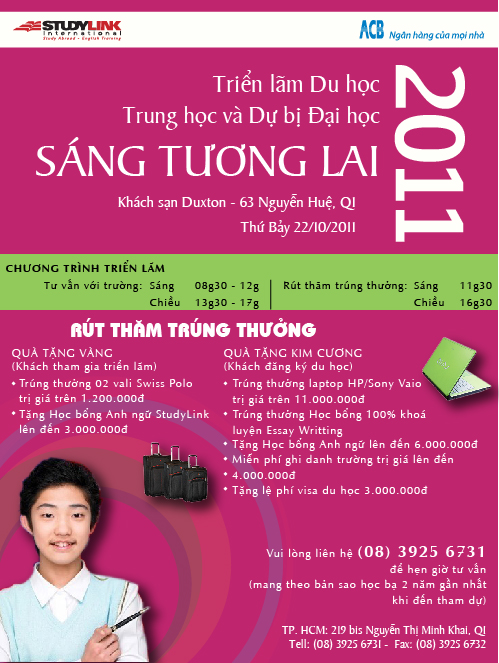 STUDYLINK
international
Study Abroad • English Training
ACB Ngân hàng của mọi nhà
Triển lãm Du học
Trung học và Dự bị Đại học
SÁNG TƯƠNG LAI
2011
Khách sạn Duxton - 63 Nguyễn Huệ, Q1
Thứ Bảy 22/10/2011
CHƯƠNG TRÌNH TRIỂN LÃM
Tư vấn với trường: Sáng 08g30 - 12g
Chiều 13g30 - 17g
Rút thăm trúng thưởng: Sáng 11g30
Chiều 16g30
RÚT THĂM TRÚNG THƯỞNG
QUÀ TẶNG VÀNG
(Khách tham gia triển lãm)
• Trúng thưởng 02 vali Swiss Polo
trị giá trên 1.200.000đ
• Tặng Học bổng Anh ngữ StudyLink
lên đến 3.000.000đ
QUÀ TẶNG KIM CƯƠNG
(Khách đăng ký du học)
• Trúng thưởng laptop HP/Sony Vaio
trị giá trên 11.000.000đ
• Trúng thưởng Học bổng 100% khoá
luyện Essay Writting
• Tặng Học bổng Anh ngữ lên đến 6.000.000đ
• Miễn phí ghi danh trường trị giá lên đến
• 4.000.000đ
• Tặng lệ phí visa du học 3.000.000đ
Vui lòng liên hệ (08) 3925 6731
để hẹn giờ tư vấn
(mang theo bản sao học bạ 2 năm gần nhất
khi đến tham dự)
TP. HCM: 219 bis Nguyễn Thị Minh Khai, Q1
Tell: (08) 3925 6731 - Fax: (08) 3925 6732